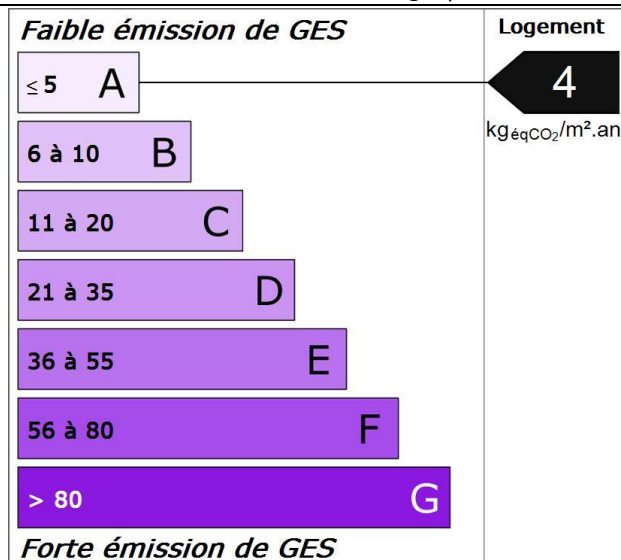 Faible émission de GES
Logement
≤ 5 A
4
kgéqCO₂/m².an
6 à 10 B
11 à 20 C
21 à 35 D
36 à 55 E
56 à 80 F
> 80 G
Forte émission de GES